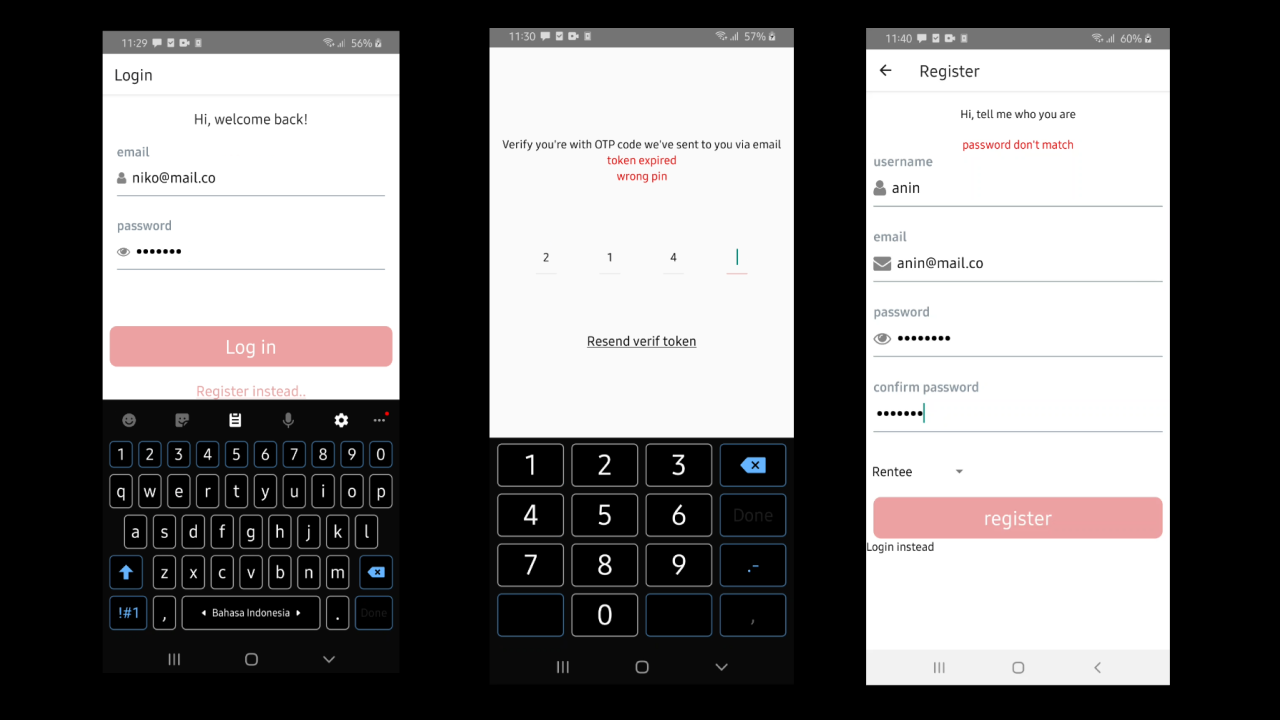 11:29 56%
Login
Hi, welcome back!
email
niko@mail.co
password
•••••••
Log in
Register instead..
1 2 3 4 5 6 7 8 9 0
q w e r t y u i o p
a s d f g h j k l
z x c v b n m
!#1 , Bahasa Indonesia . Done
11:30 57%
Verify you're with OTP code we've sent to you via email
token expired
wrong pin
2 1 4
Resend verif token
1 2 3
4 5 6 Done
7 8 9 .-
0 ,
11:40 60%
Register
Hi, tell me who you are
password don't match
username
anin
email
anin@mail.co
password
••••••••
confirm password
•••••••
Rentee
register
Login instead